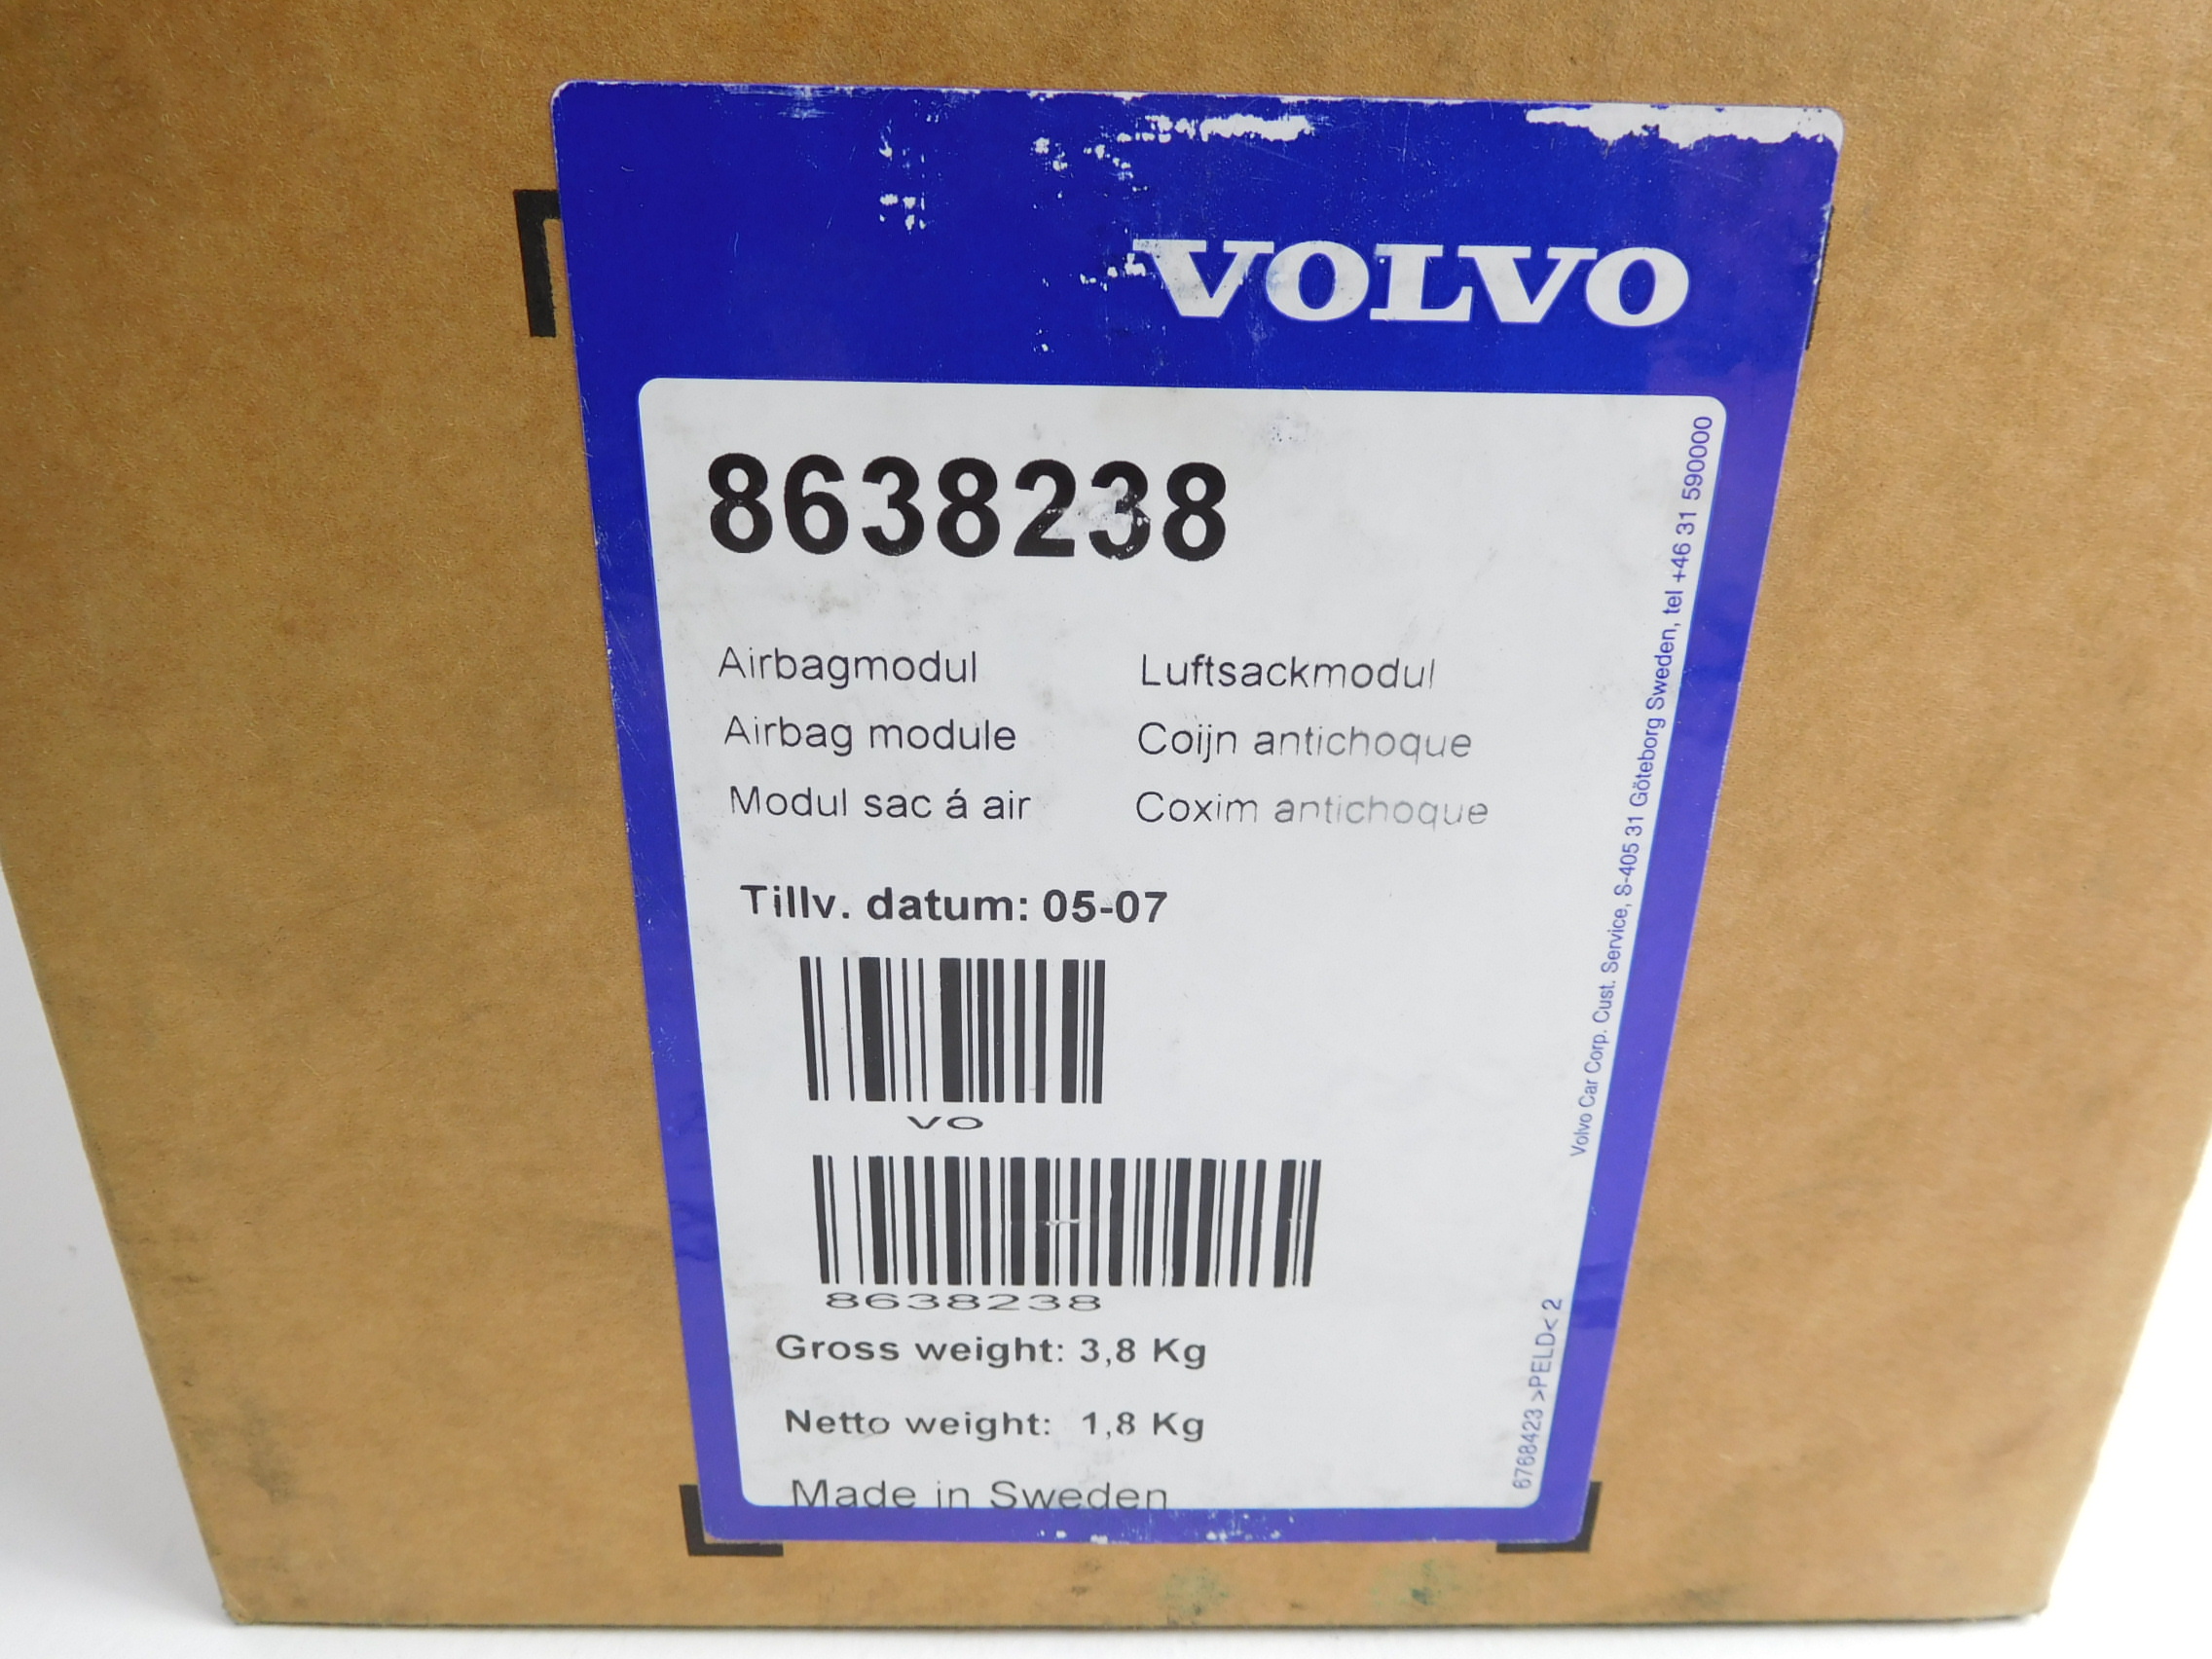 VOLVO
8638238
Airbagmodul Luftsackmodul
Airbag module Coijn antichoque
Modul sac á air Coxim antichoque
Tillv. datum: 05-07
VO
8638238
Gross weight: 3,8 Kg
Netto weight: 1,8 Kg
Made in Sweden
Volvo Car Corp. Cust. Service, S-405 31 Göteborg Sweden, tel +46 31 590000
6768423 >PELD< 2